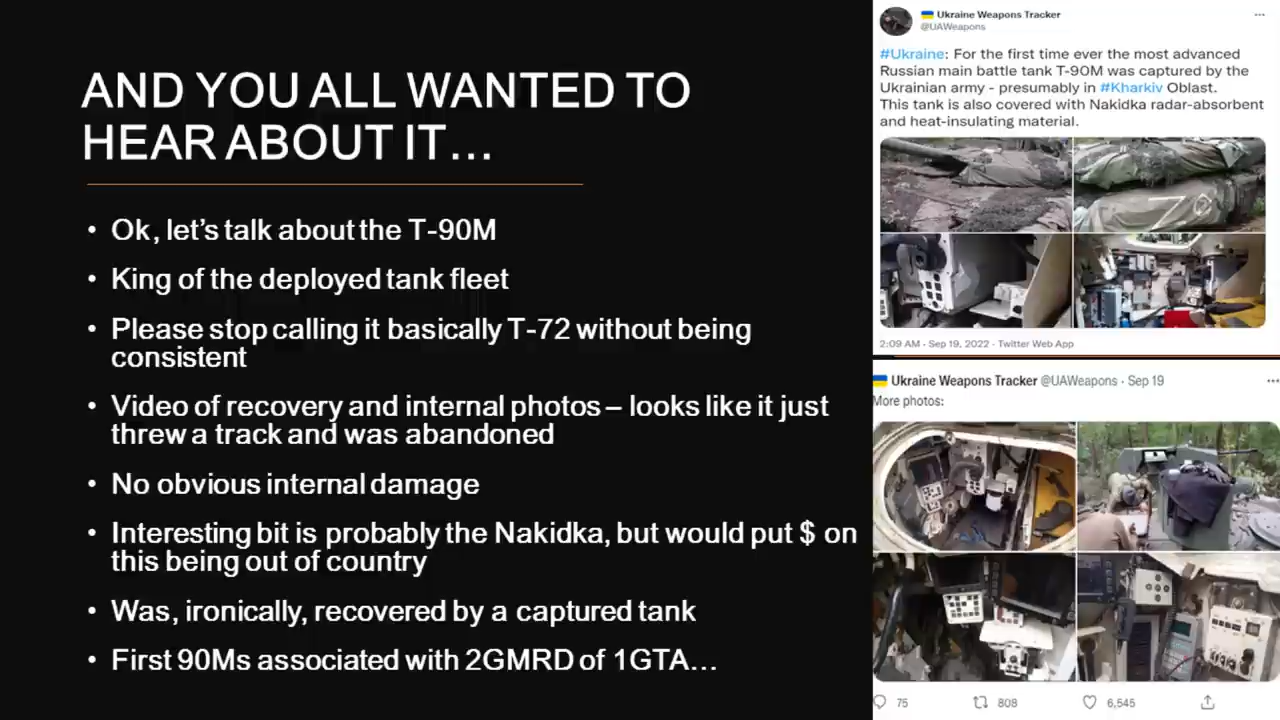 AND YOU ALL WANTED TO
HEAR ABOUT IT…
• Ok, let's talk about the T-90M
• King of the deployed tank fleet
• Please stop calling it basically T-72 without being
consistent
• Video of recovery and internal photos – looks like it just
threw a track and was abandoned
• No obvious internal damage
• Interesting bit is probably the Nakidka, but would put $ on
this being out of country
• Was, ironically, recovered by a captured tank
• First 90Ms associated with 2GMRD of 1GTA…
Ukraine Weapons Tracker
@UAWeapons
#Ukraine: For the first time ever the most advanced
Russian main battle tank T-90M was captured by the
Ukrainian army - presumably in #Kharkiv Oblast.
This tank is also covered with Nakidka radar-absorbent
and heat-insulating material.
2:09 AM · Sep 19, 2022 · Twitter Web App
Ukraine Weapons Tracker @UAWeapons · Sep 19
More photos:
75 808 6,545